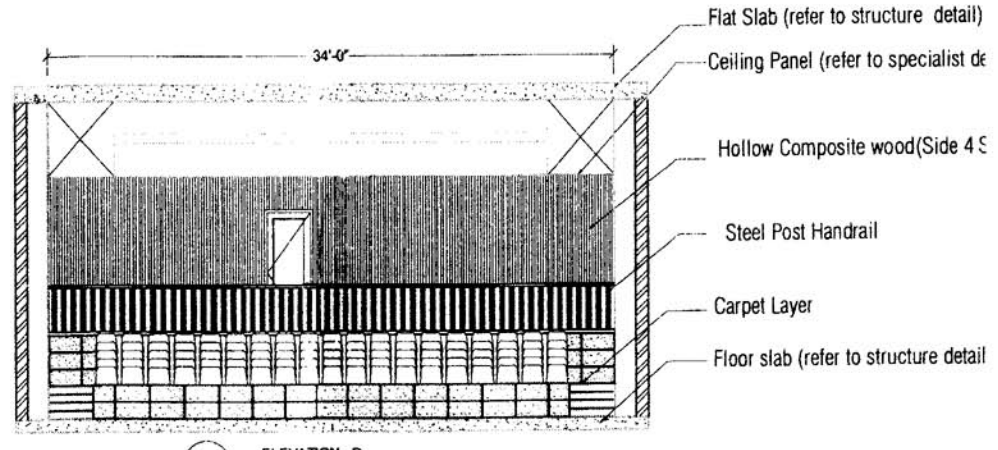 Flat Slab (refer to structure detail)
34'-0"
Ceiling Panel (refer to specialist de
Hollow Composite wood(Side 4 S
Steel Post Handrail
Carpet Layer
Floor slab (refer to structure detail
ELEVATION